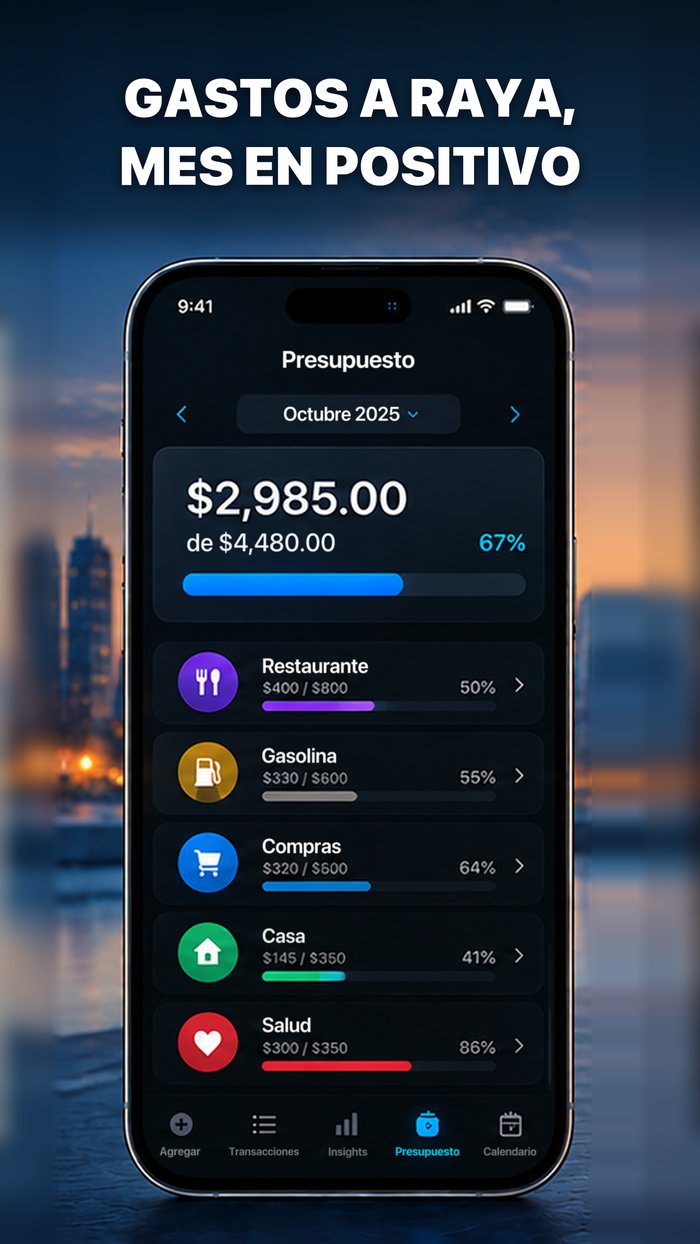 GASTOS A RAYA,
MES EN POSITIVO
9:41
Presupuesto
Octubre 2025
$2,985.00
de $4,480.00
67%
Restaurante
$400 / $800
50%
Gasolina
$330 / $600
55%
Compras
$320 / $600
64%
Casa
$145 / $350
41%
Salud
$300 / $350
86%
Agregar
Transacciones
Insights
Presupuesto
Calendario